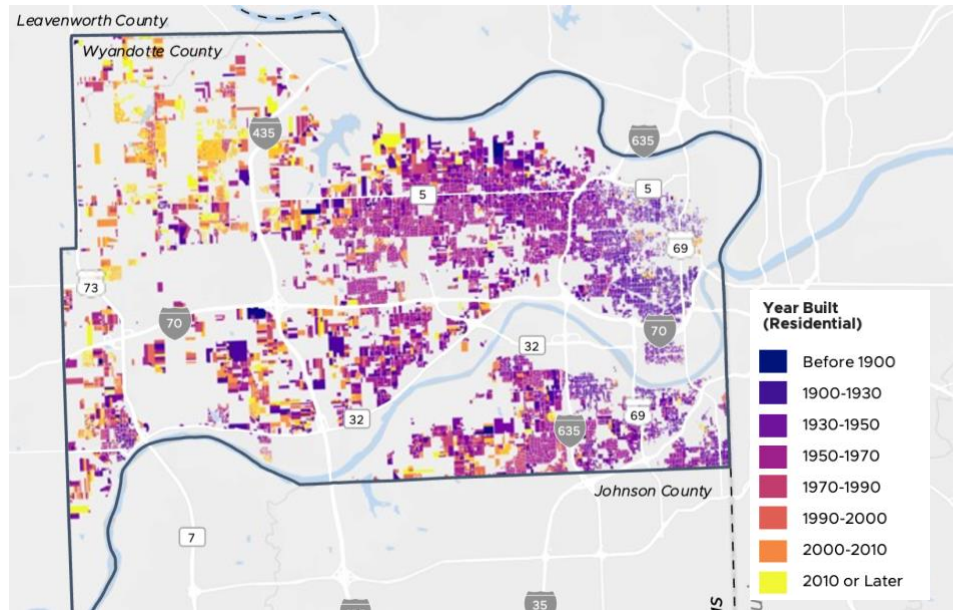 Leavenworth County
Wyandotte County
435
635
5
5
69
73
70
70
32
32
69
635
Johnson County
7
35
Year Built
(Residential)
Before 1900
1900-1930
1930-1950
1950-1970
1970-1990
1990-2000
2000-2010
2010 or Later